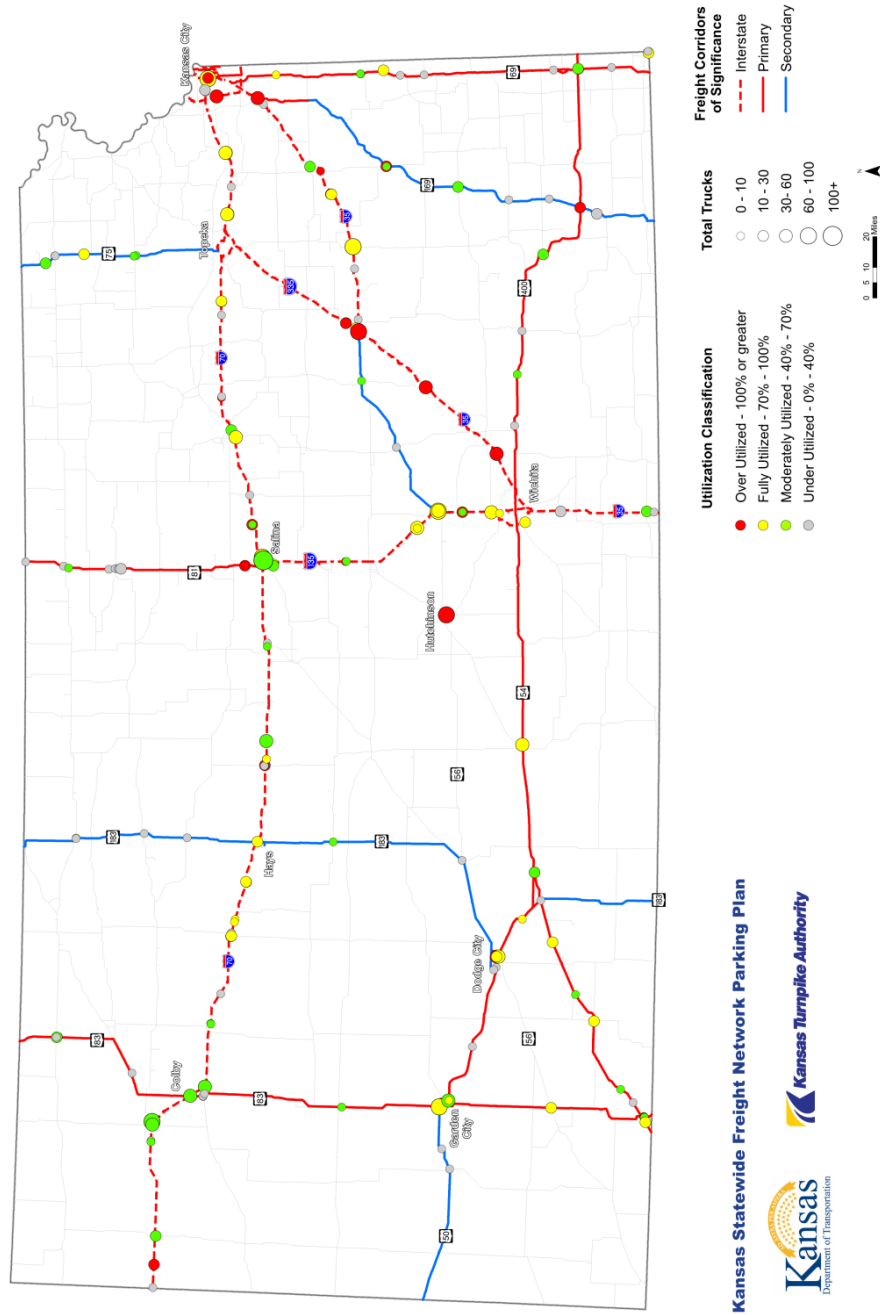 Kansas City
Topeka
75
70
335
35
169
169
69
400
35
Wichita
35
Salina
81
135
Hutchinson
54
56
183
Hays
183
183
70
Dodge City
56
83
Colby
83
Garden
City
50
Kansas Statewide Freight Network Parking Plan
Kansas
Department of Transportation
Kansas Turnpike Authority
Utilization Classification
Over Utilized - 100% or greater
Fully Utilized - 70% - 100%
Moderately Utilized - 40% - 70%
Under Utilized - 0% - 40%
Total Trucks
0 - 10
10 - 30
30- 60
60 - 100
100+
Freight Corridors
of Significance
Interstate
Primary
Secondary
0 5 10 20
Miles
N